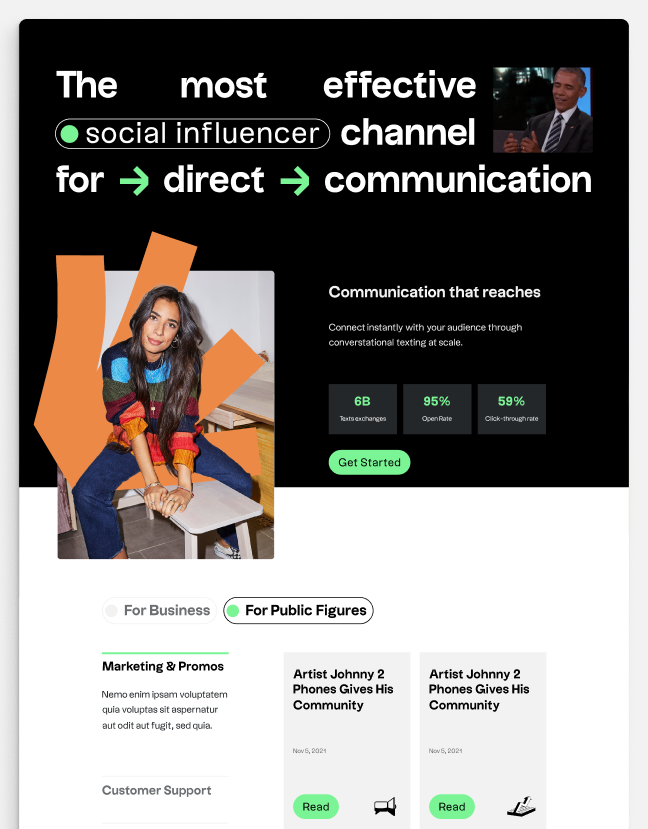 The most effective
social influencer channel
for → direct → communication
Communication that reaches
Connect instantly with your audience through
converstational texting at scale.
6B
Texts exchanges
95%
Open Rate
59%
Click-through rate
Get Started
For Business
For Public Figures
Marketing & Promos
Nemo enim ipsam voluptatem
quia voluptas sit aspernatur
aut odit aut fugit, sed quia.
Customer Support
Artist Johnny 2
Phones Gives His
Community
Nov 5, 2021
Read
Artist Johnny 2
Phones Gives His
Community
Nov 5, 2021
Read